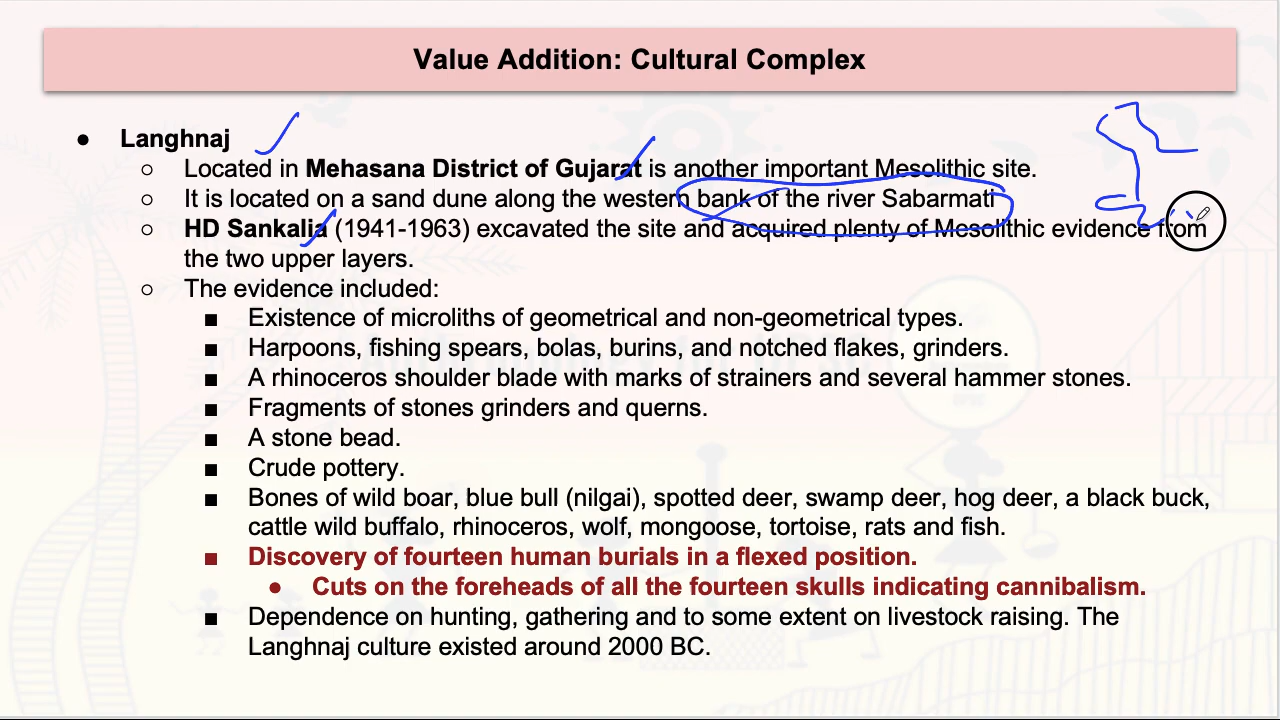 Value Addition: Cultural Complex
● Langhnaj
○ Located in Mehasana District of Gujarat is another important Mesolithic site.
○ It is located on a sand dune along the western bank of the river Sabarmati
○ HD Sankalia (1941-1963) excavated the site and acquired plenty of Mesolithic evidence from
the two upper layers.
○ The evidence included:
■ Existence of microliths of geometrical and non-geometrical types.
■ Harpoons, fishing spears, bolas, burins, and notched flakes, grinders.
■ A rhinoceros shoulder blade with marks of strainers and several hammer stones.
■ Fragments of stones grinders and querns.
■ A stone bead.
■ Crude pottery.
■ Bones of wild boar, blue bull (nilgai), spotted deer, swamp deer, hog deer, a black buck,
cattle wild buffalo, rhinoceros, wolf, mongoose, tortoise, rats and fish.
■ Discovery of fourteen human burials in a flexed position.
● Cuts on the foreheads of all the fourteen skulls indicating cannibalism.
■ Dependence on hunting, gathering and to some extent on livestock raising. The
Langhnaj culture existed around 2000 BC.